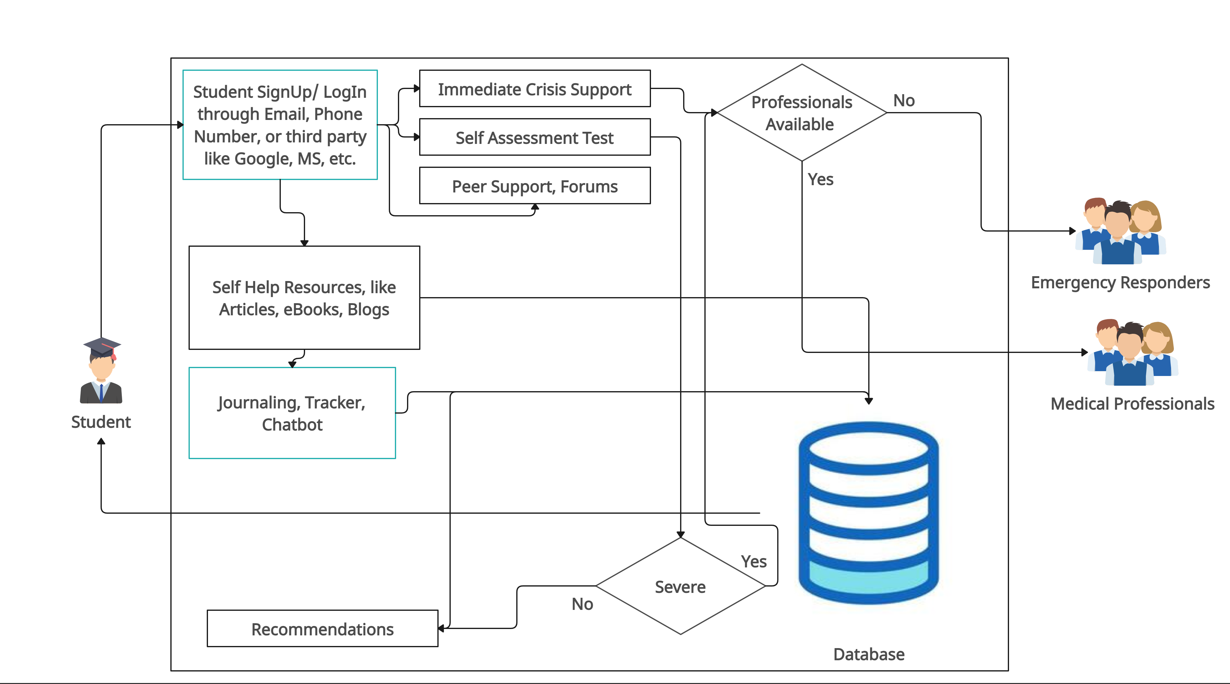 Student SignUp/ LogIn
through Email, Phone
Number, or third party
like Google, MS, etc.
Immediate Crisis Support
Self Assessment Test
Peer Support, Forums
Professionals
Available
No
Yes
Emergency Responders
Self Help Resources, like
Articles, eBooks, Blogs
Medical Professionals
Student
Journaling, Tracker,
Chatbot
Yes
Severe
No
Recommendations
Database